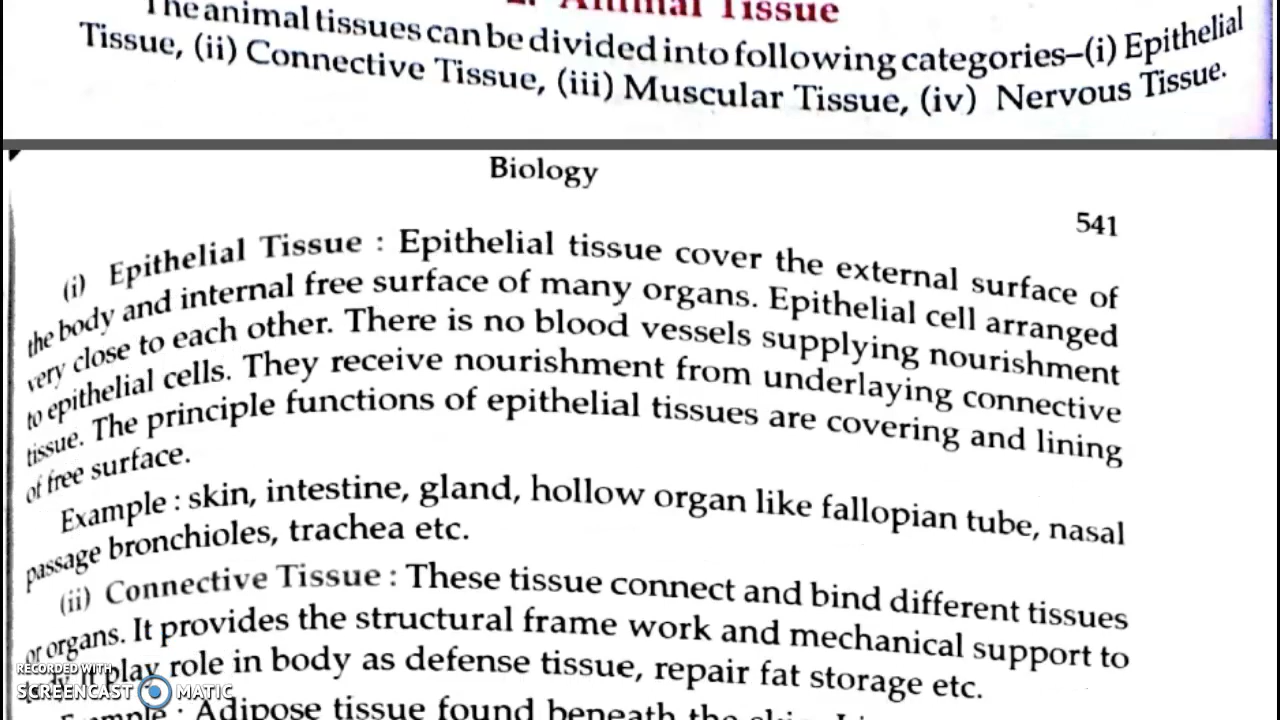 2. Animal Tissue
The animal tissues can be divided into following categories–(i) Epithelial
Tissue, (ii) Connective Tissue, (iii) Muscular Tissue, (iv) Nervous Tissue.
Biology
541
(i) Epithelial Tissue : Epithelial tissue cover the external surface of
the body and internal free surface of many organs. Epithelial cell arranged
very close to each other. There is no blood vessels supplying nourishment
to epithelial cells. They receive nourishment from underlaying connective
tissue. The principle functions of epithelial tissues are covering and lining
of free surface.
Example : skin, intestine, gland, hollow organ like fallopian tube, nasal
passage bronchioles, trachea etc.
(ii) Connective Tissue : These tissue connect and bind different tissues
or organs. It provides the structural frame work and mechanical support to
play role in body as defense tissue, repair fat storage etc.
Example : Adipose tissue found beneath the skin.
RECORDED WITH
SCREENCAST MATIC